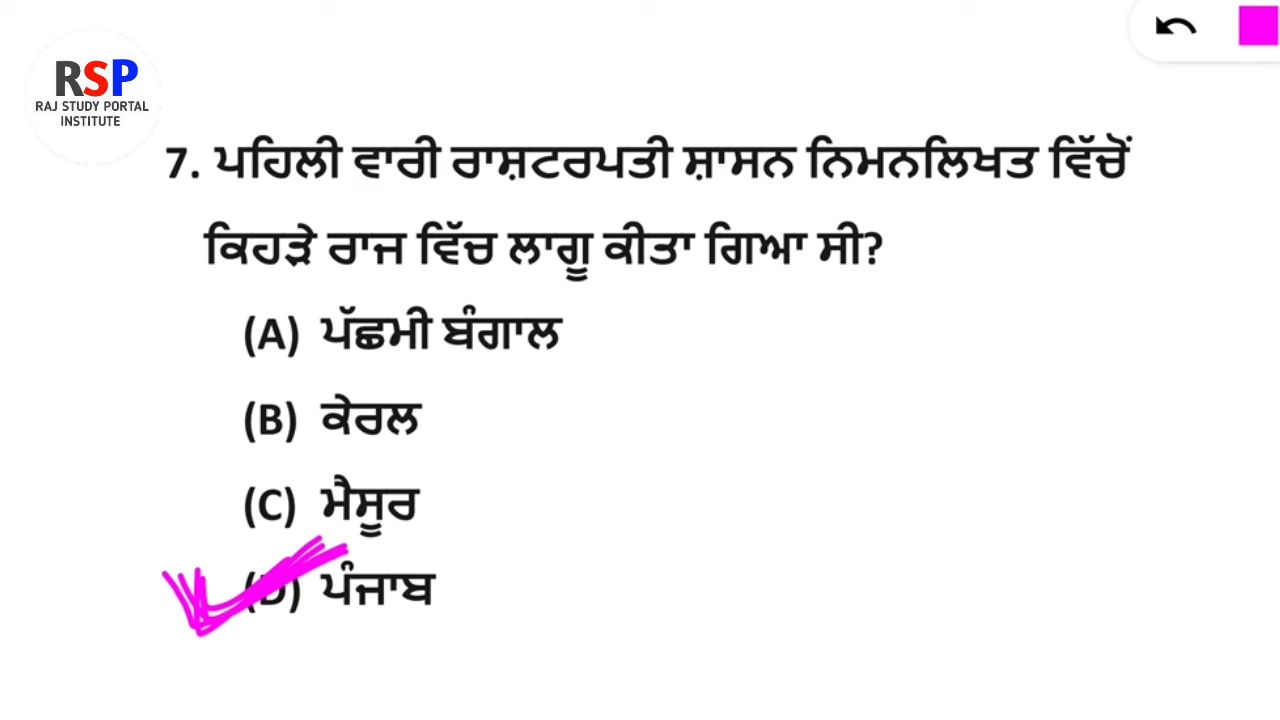 RSP
RAJ STUDY PORTAL
INSTITUTE
7. ਪਹਿਲੀ ਵਾਰੀ ਰਾਸ਼ਟਰਪਤੀ ਸ਼ਾਸਨ ਨਿਮਨਲਿਖਤ ਵਿੱਚੋਂ
ਕਿਹੜੇ ਰਾਜ ਵਿੱਚ ਲਾਗੂ ਕੀਤਾ ਗਿਆ ਸੀ?
(A) ਪੱਛਮੀ ਬੰਗਾਲ
(B) ਕੇਰਲ
(C) ਮੈਸੂਰ
(D) ਪੰਜਾਬ